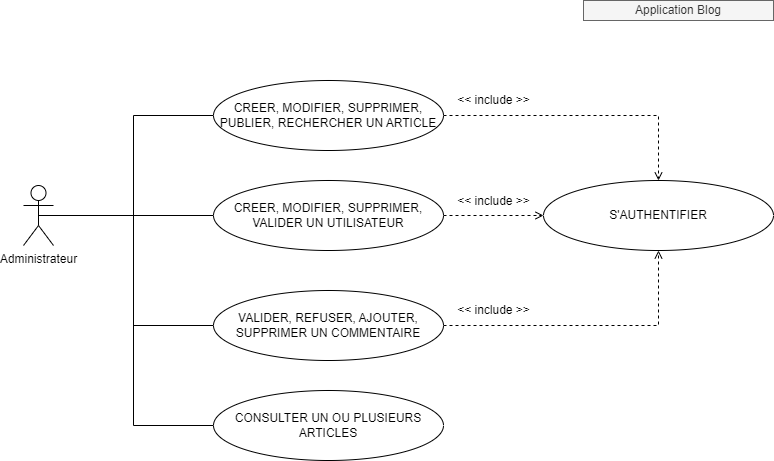 Application Blog
CREER, MODIFIER, SUPPRIMER,
PUBLIER, RECHERCHER UN ARTICLE
<< include >>
CREER, MODIFIER, SUPPRIMER,
VALIDER UN UTILISATEUR
<< include >>
S'AUTHENTIFIER
Administrateur
VALIDER, REFUSER, AJOUTER,
SUPPRIMER UN COMMENTAIRE
<< include >>
CONSULTER UN OU PLUSIEURS
ARTICLES